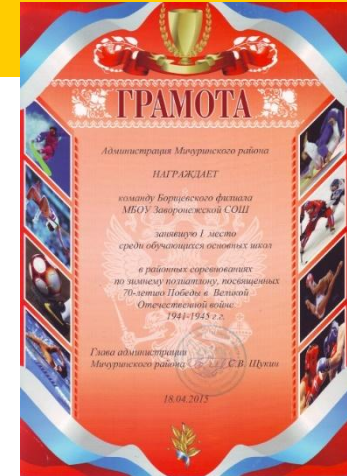 ГРАМОТА
Администрация Мичуринского района
НАГРАЖДАЕТ
команду Борщевского филиала
МБОУ Заворонежской СОШ
занявшую 1 место
среди обучающихся основных школ
в районных соревнованиях
по зимнему полиатлону, посвященных
70-летию Победы в Великой
Отечественной войне
1941-1945 г.г.
Глава администрации
Мичуринского района С.В. Щукин
18.04.2015